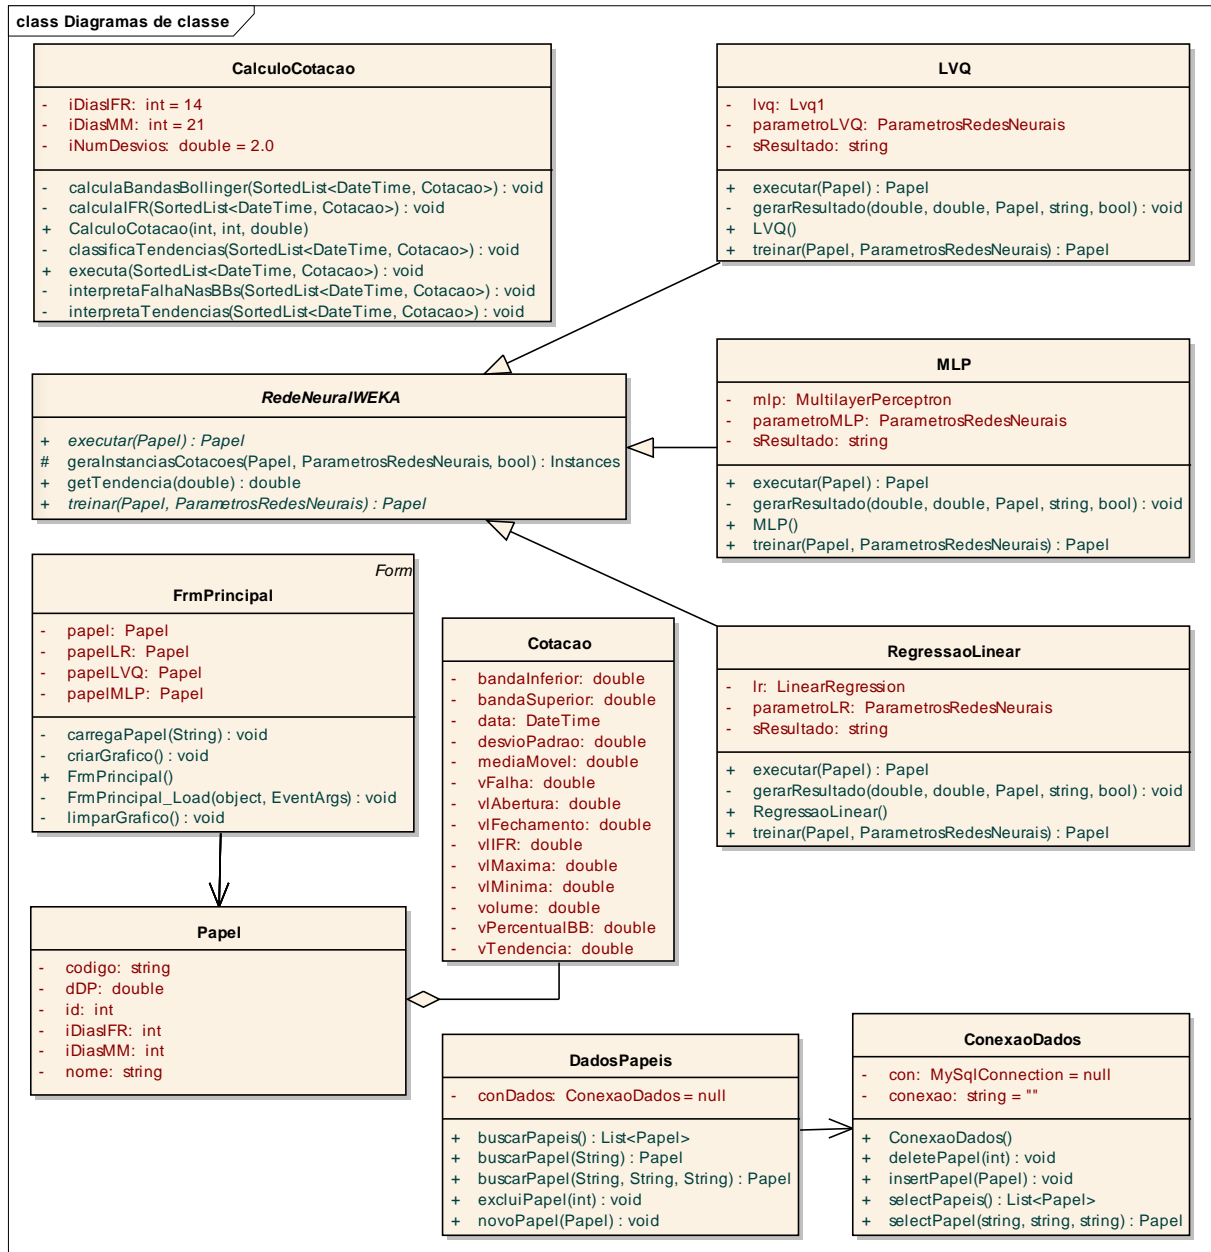 class Diagramas de classe
CalculoCotacao
- iDiasIFR: int = 14
- iDiasMM: int = 21
- iNumDesvios: double = 2.0
- calculaBandasBollinger(SortedList<DateTime, Cotacao>) : void
- calculaIFR(SortedList<DateTime, Cotacao>) : void
+ CalculoCotacao(int, int, double)
- classificaTendencias(SortedList<DateTime, Cotacao>) : void
+ executa(SortedList<DateTime, Cotacao>) : void
- interpretaFalhaNasBBs(SortedList<DateTime, Cotacao>) : void
- interpretaTendencias(SortedList<DateTime, Cotacao>) : void
LVQ
- lvq: Lvq1
- parametroLVQ: ParametrosRedesNeurais
- sResultado: string
+ executar(Papel) : Papel
- gerarResultado(double, double, Papel, string, bool) : void
+ LVQ()
+ treinar(Papel, ParametrosRedesNeurais) : Papel
RedeNeuralWEKA
+ executar(Papel) : Papel
# geraInstanciasCotacoes(Papel, ParametrosRedesNeurais, bool) : Instances
+ getTendencia(double) : double
+ treinar(Papel, ParametrosRedesNeurais) : Papel
MLP
- mlp: MultilayerPerceptron
- parametroMLP: ParametrosRedesNeurais
- sResultado: string
+ executar(Papel) : Papel
- gerarResultado(double, double, Papel, string, bool) : void
+ MLP()
+ treinar(Papel, ParametrosRedesNeurais) : Papel
Form
FrmPrincipal
- papel: Papel
- papelLR: Papel
- papelLVQ: Papel
- papelMLP: Papel
- carregaPapel(String) : void
- criarGrafico() : void
+ FrmPrincipal()
- FrmPrincipal_Load(object, EventArgs) : void
- limparGrafico() : void
Cotacao
- bandaInferior: double
- bandaSuperior: double
- data: DateTime
- desvioPadrao: double
- mediaMovel: double
- vFalha: double
- vlAbertura: double
- vlFechamento: double
- vlIFR: double
- vlMaxima: double
- vlMinima: double
- volume: double
- vPercentualBB: double
- vTendencia: double
RegressaoLinear
- lr: LinearRegression
- parametroLR: ParametrosRedesNeurais
- sResultado: string
+ executar(Papel) : Papel
- gerarResultado(double, double, Papel, string, bool) : void
+ RegressaoLinear()
+ treinar(Papel, ParametrosRedesNeurais) : Papel
Papel
- codigo: string
- dDP: double
- id: int
- iDiasIFR: int
- iDiasMM: int
- nome: string
DadosPapeis
- conDados: ConexaoDados = null
+ buscarPapeis() : List<Papel>
+ buscarPapel(String) : Papel
+ buscarPapel(String, String, String) : Papel
+ excluiPapel(int) : void
+ novoPapel(Papel) : void
ConexaoDados
- con: MySqlConnection = null
- conexao: string = ""
+ ConexaoDados()
+ deletePapel(int) : void
+ insertPapel(Papel) : void
+ selectPapeis() : List<Papel>
+ selectPapel(string, string, string) : Papel